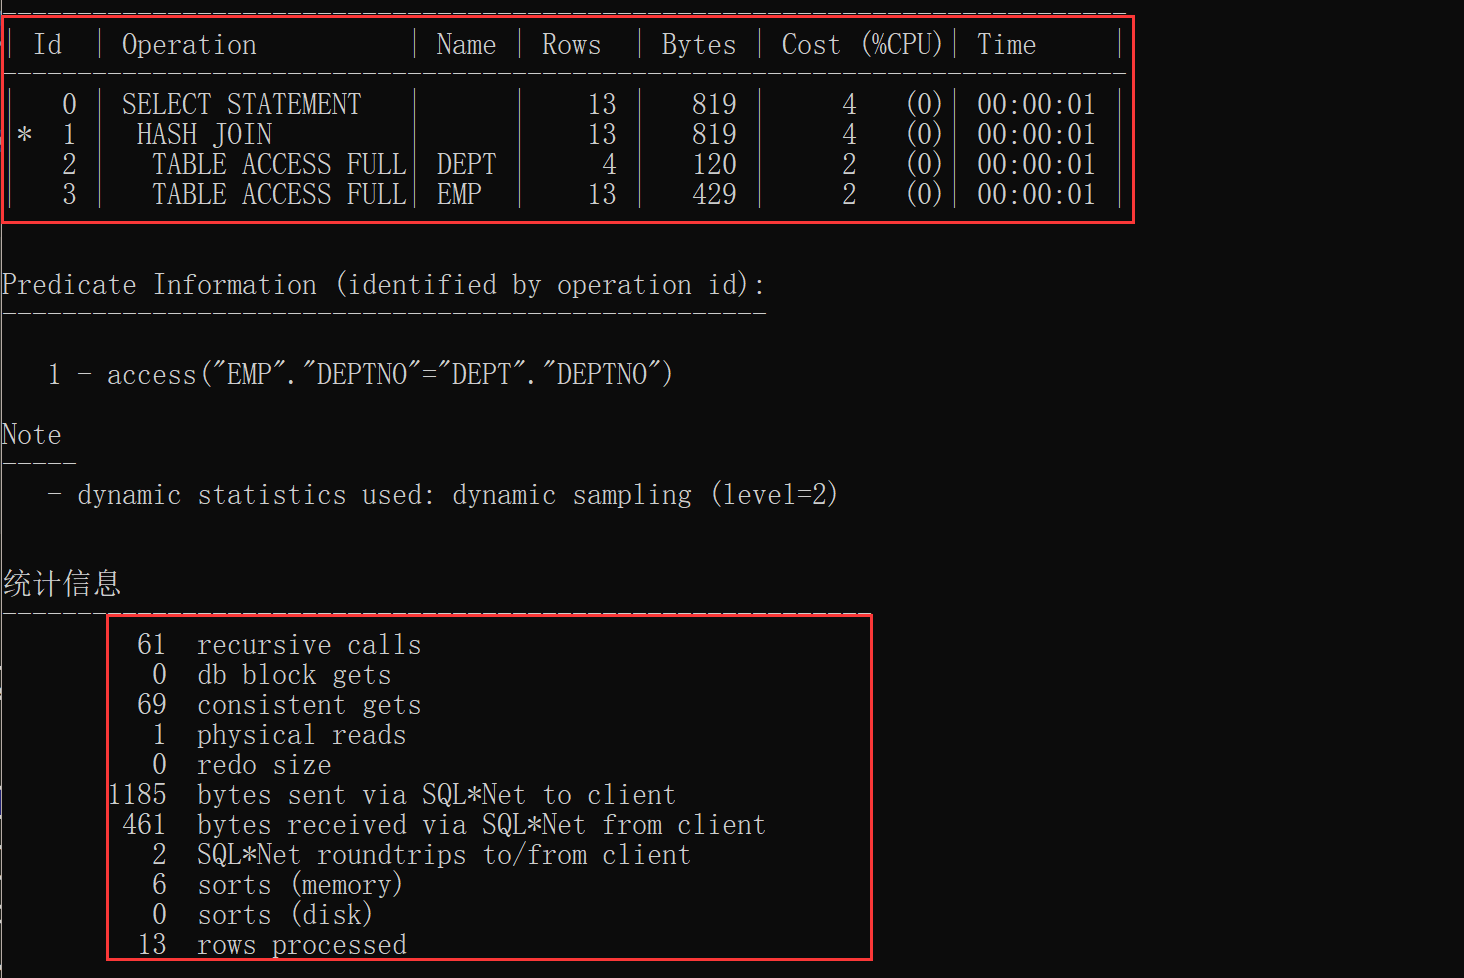 | Id  | Operation          | Name | Rows  | Bytes | Cost (%CPU)| Time     |
---------------------------------------------------------------------------
|   0 | SELECT STATEMENT   |      |    13 |   819 |     4   (0)| 00:00:01 |
|*  1 |  HASH JOIN         |      |    13 |   819 |     4   (0)| 00:00:01 |
|   2 |   TABLE ACCESS FULL| DEPT |     4 |   120 |     2   (0)| 00:00:01 |
|   3 |   TABLE ACCESS FULL| EMP  |    13 |   429 |     2   (0)| 00:00:01 |
Predicate Information (identified by operation id):
---------------------------------------------------
   1 - access("EMP"."DEPTNO"="DEPT"."DEPTNO")
Note
-----
   - dynamic statistics used: dynamic sampling (level=2)
统计信息
----------------------------------------------------------
         61  recursive calls
          0  db block gets
         69  consistent gets
          1  physical reads
          0  redo size
       1185  bytes sent via SQL*Net to client
        461  bytes received via SQL*Net from client
          2  SQL*Net roundtrips to/from client
          6  sorts (memory)
          0  sorts (disk)
         13  rows processed